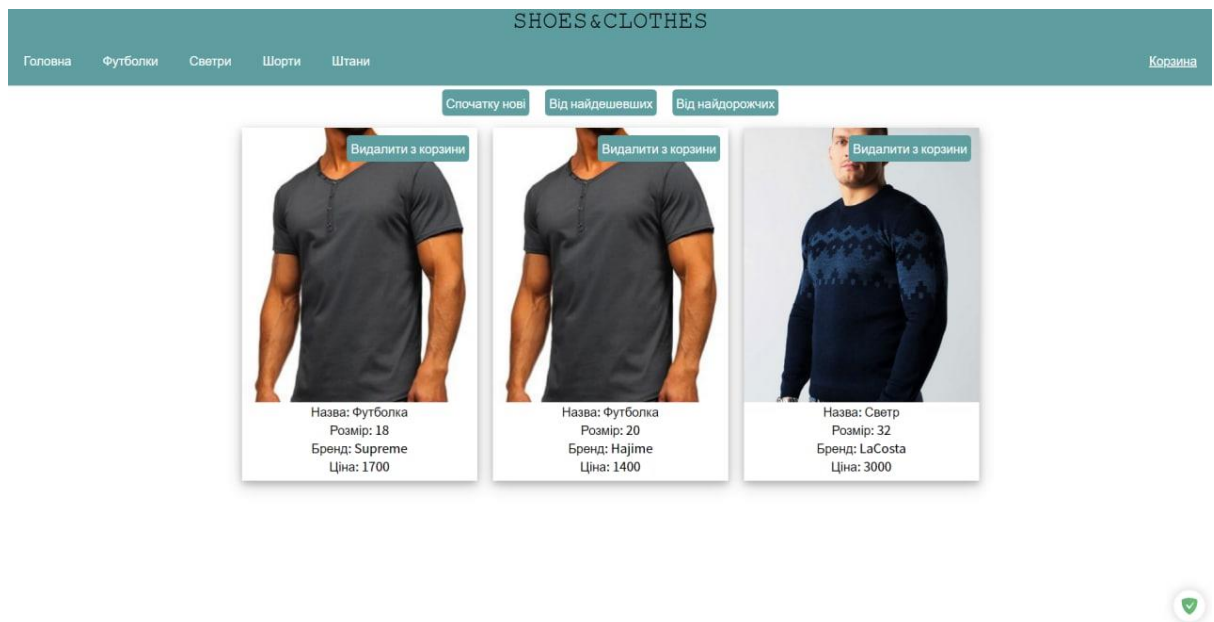 SHOES&CLOTHES
Головна Футболки Светри Шорти Штани Корзина
Спочатку нові Від найдешевших Від найдорожчих
Видалити з корзини
Назва: Футболка
Розмір: 18
Бренд: Supreme
Ціна: 1700
Видалити з корзини
Назва: Футболка
Розмір: 20
Бренд: Hajime
Ціна: 1400
Видалити з корзини
Назва: Светр
Розмір: 32
Бренд: LaCosta
Ціна: 3000